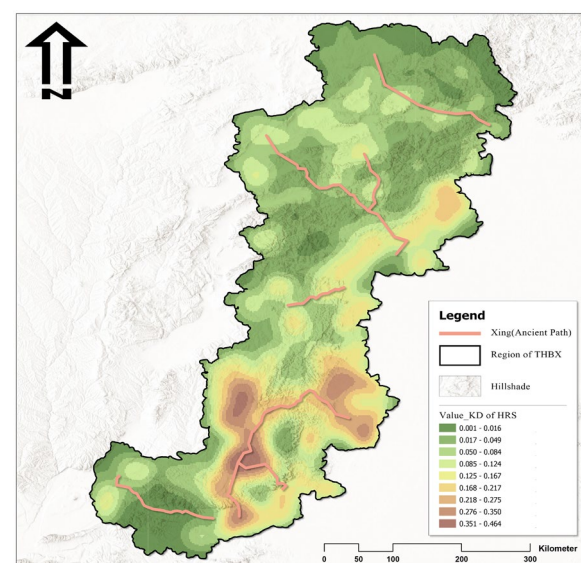 N
Legend
Xing(Ancient Path)
Region of THBX
Hillshade
Value_KD of HRS
0.001 - 0.016
0.017 - 0.049
0.050 - 0.084
0.085 - 0.124
0.125 - 0.167
0.168 - 0.217
0.218 - 0.275
0.276 - 0.350
0.351 - 0.464
Kilometer
0 50 100 200 300